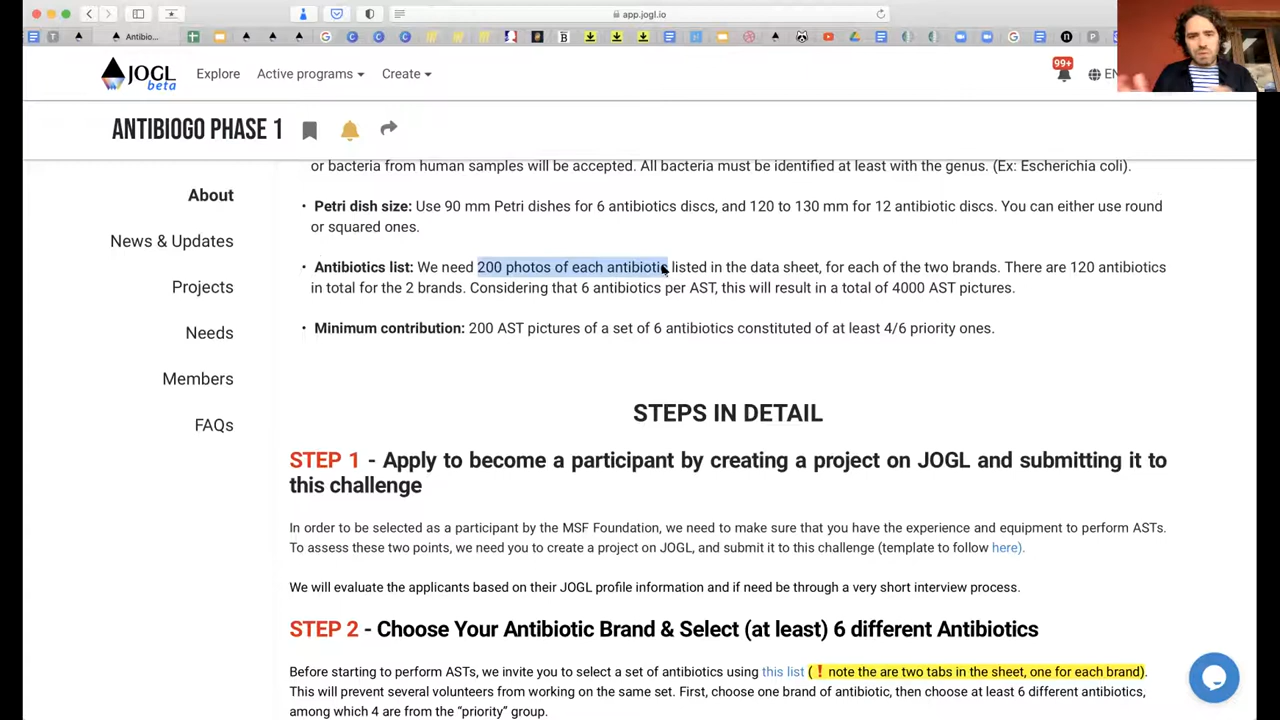 app.jogl.io
Antibio...
JOGL
beta
Explore
Active programs
Create
99+
EN
ANTIBIOGO PHASE 1
or bacteria from human samples will be accepted. All bacteria must be identified at least with the genus. (Ex: Escherichia coli).
About
News & Updates
Projects
Needs
Members
FAQs
• Petri dish size: Use 90 mm Petri dishes for 6 antibiotics discs, and 120 to 130 mm for 12 antibiotic discs. You can either use round
or squared ones.
• Antibiotics list: We need 200 photos of each antibiotic listed in the data sheet, for each of the two brands. There are 120 antibiotics
in total for the 2 brands. Considering that 6 antibiotics per AST, this will result in a total of 4000 AST pictures.
• Minimum contribution: 200 AST pictures of a set of 6 antibiotics constituted of at least 4/6 priority ones.
STEPS IN DETAIL
STEP 1 - Apply to become a participant by creating a project on JOGL and submitting it to
this challenge
In order to be selected as a participant by the MSF Foundation, we need to make sure that you have the experience and equipment to perform ASTs.
To assess these two points, we need you to create a project on JOGL, and submit it to this challenge (template to follow here).
We will evaluate the applicants based on their JOGL profile information and if need be through a very short interview process.
STEP 2 - Choose Your Antibiotic Brand & Select (at least) 6 different Antibiotics
Before starting to perform ASTs, we invite you to select a set of antibiotics using this list (❗ note the are two tabs in the sheet, one for each brand).
This will prevent several volunteers from working on the same set. First, choose one brand of antibiotic, then choose at least 6 different antibiotics,
among which 4 are from the “priority” group.